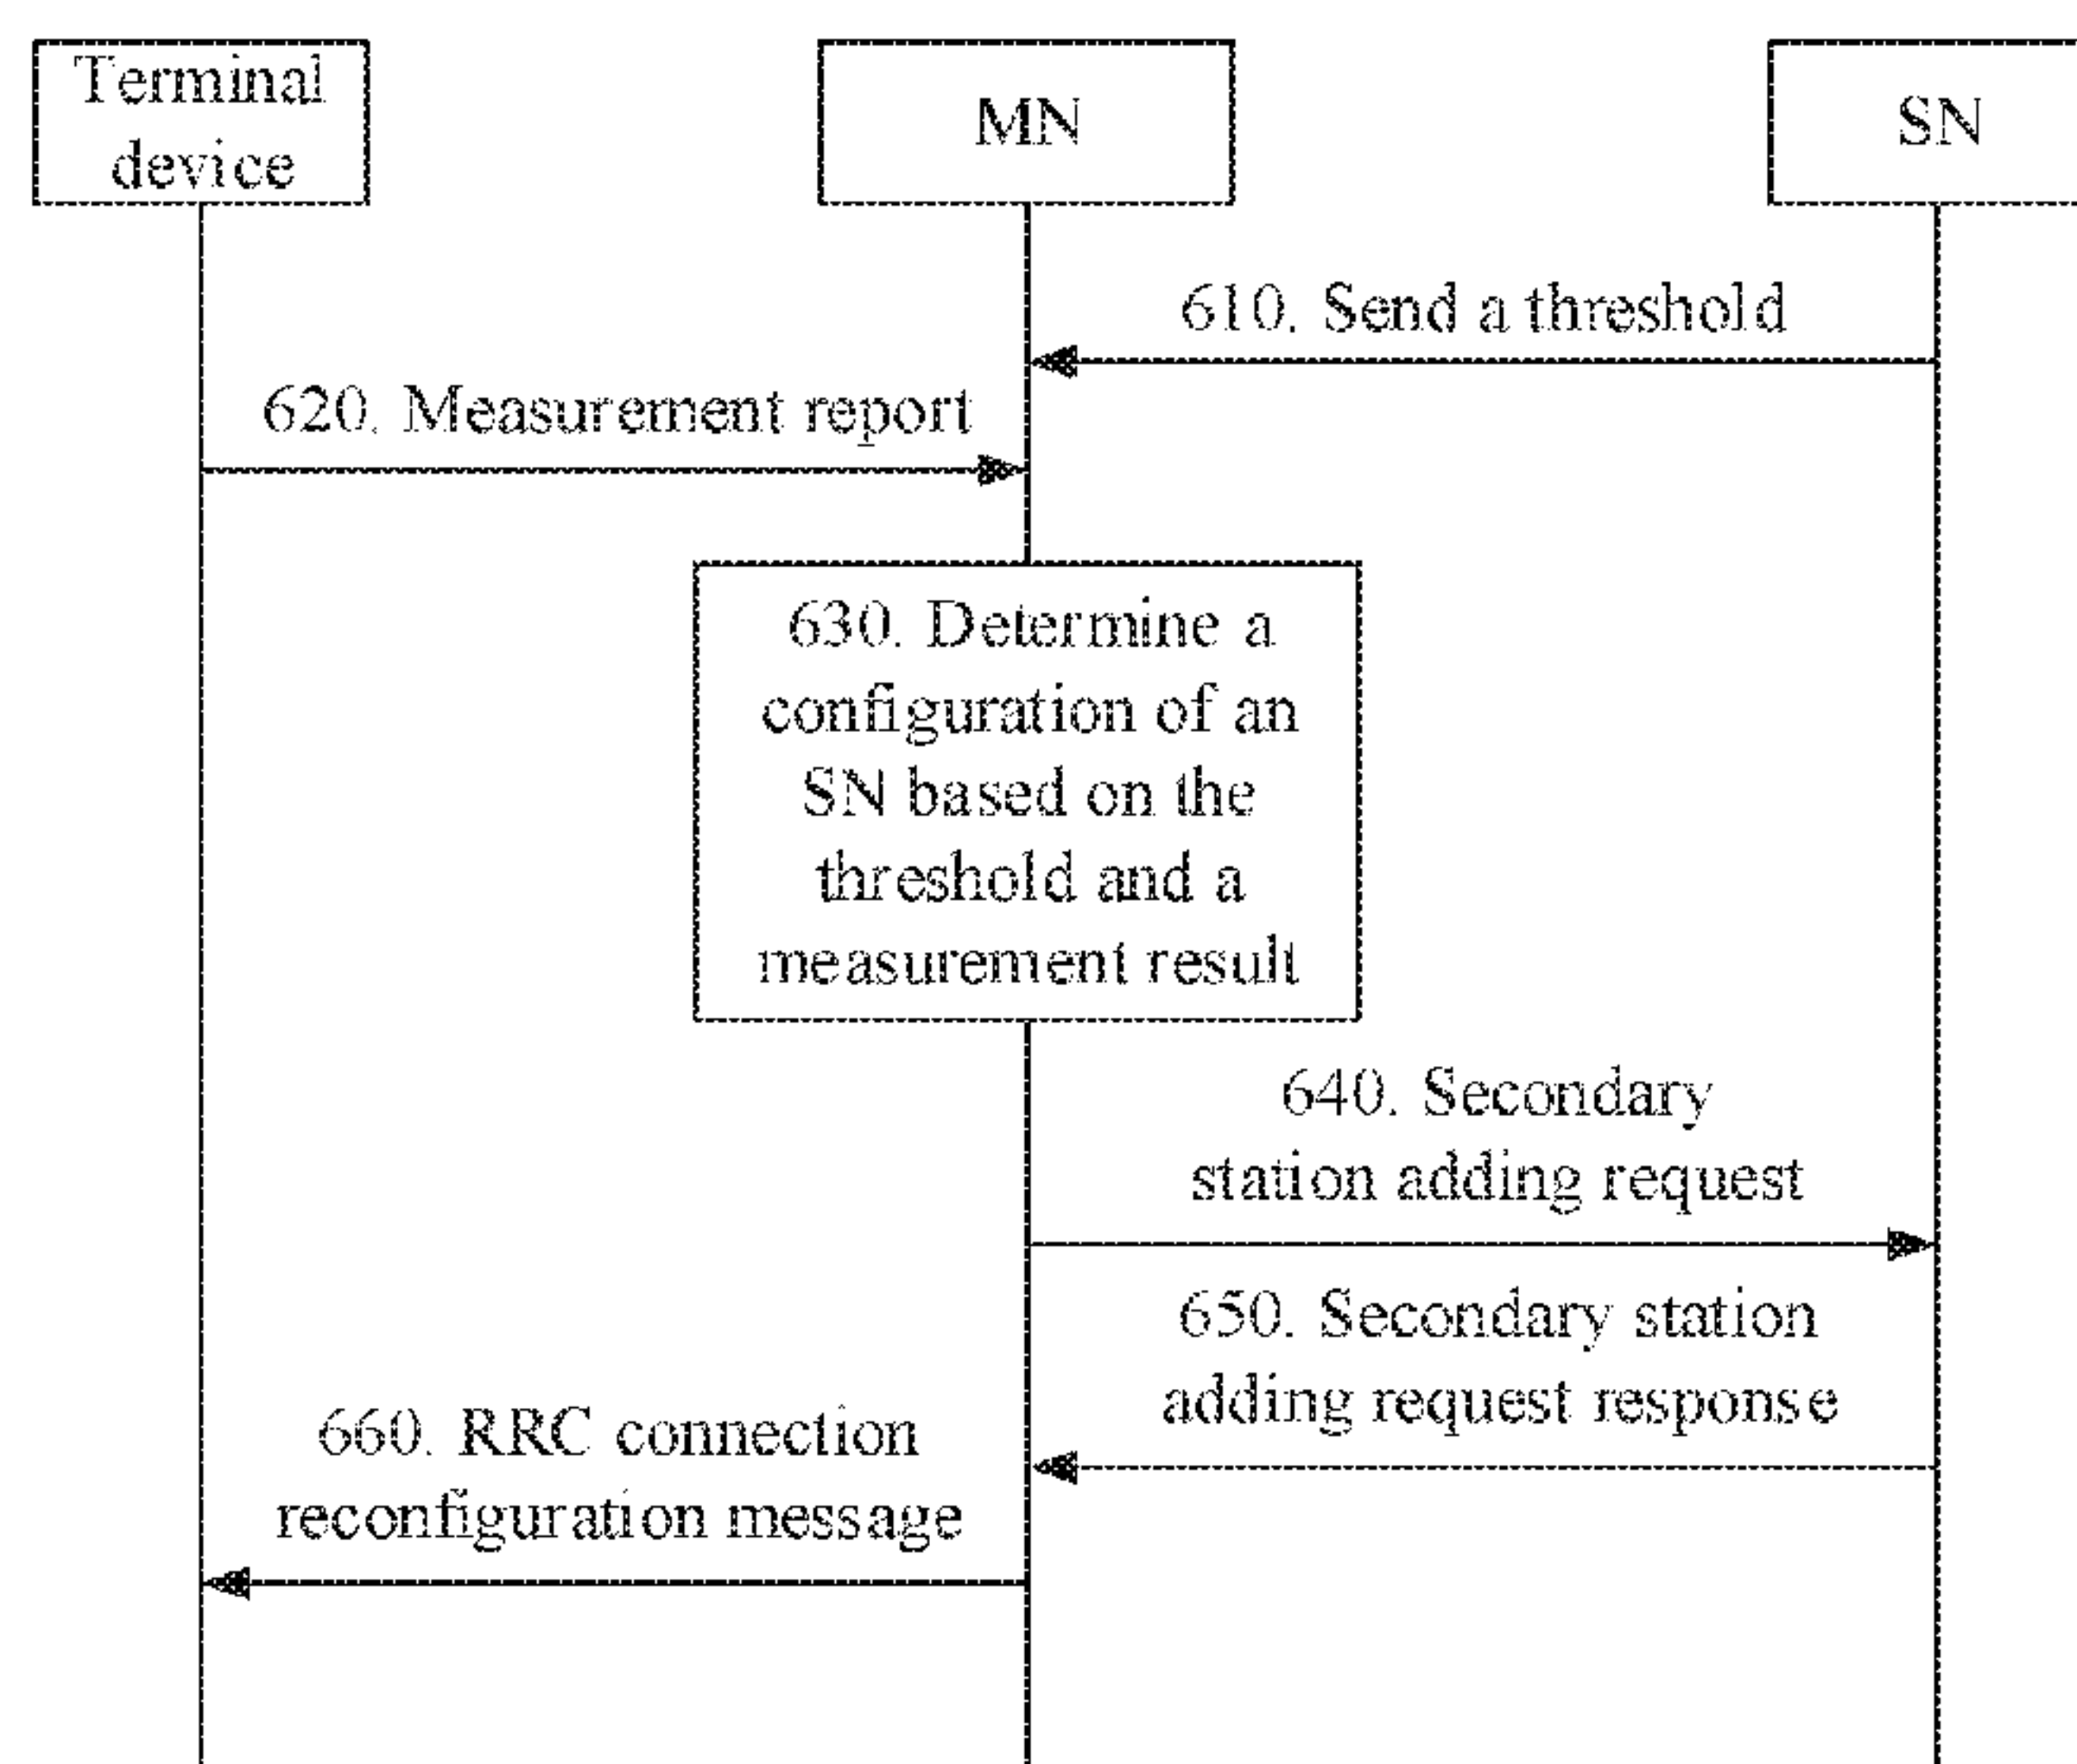 Terminal
device
MN
SN
610. Send a threshold
620. Measurement report
630. Determine a
configuration of an
SN based on the
threshold and a
measurement result
640. Secondary
station adding request
650. Secondary station
adding request response
660. RRC connection
reconfiguration message